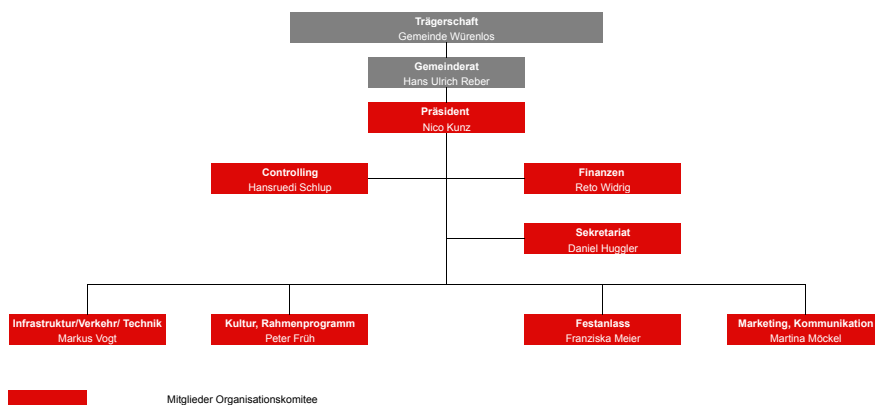 Trägerschaft
Gemeinde Würenlos
Gemeinderat
Hans Ulrich Reber
Präsident
Nico Kunz
Controlling
Hansruedi Schlup
Finanzen
Reto Widrig
Sekretariat
Daniel Huggler
Infrastruktur/Verkehr/ Technik
Markus Vogt
Kultur, Rahmenprogramm
Peter Früh
Festanlass
Franziska Meier
Marketing, Kommunikation
Martina Möckel
Mitglieder Organisationskomitee